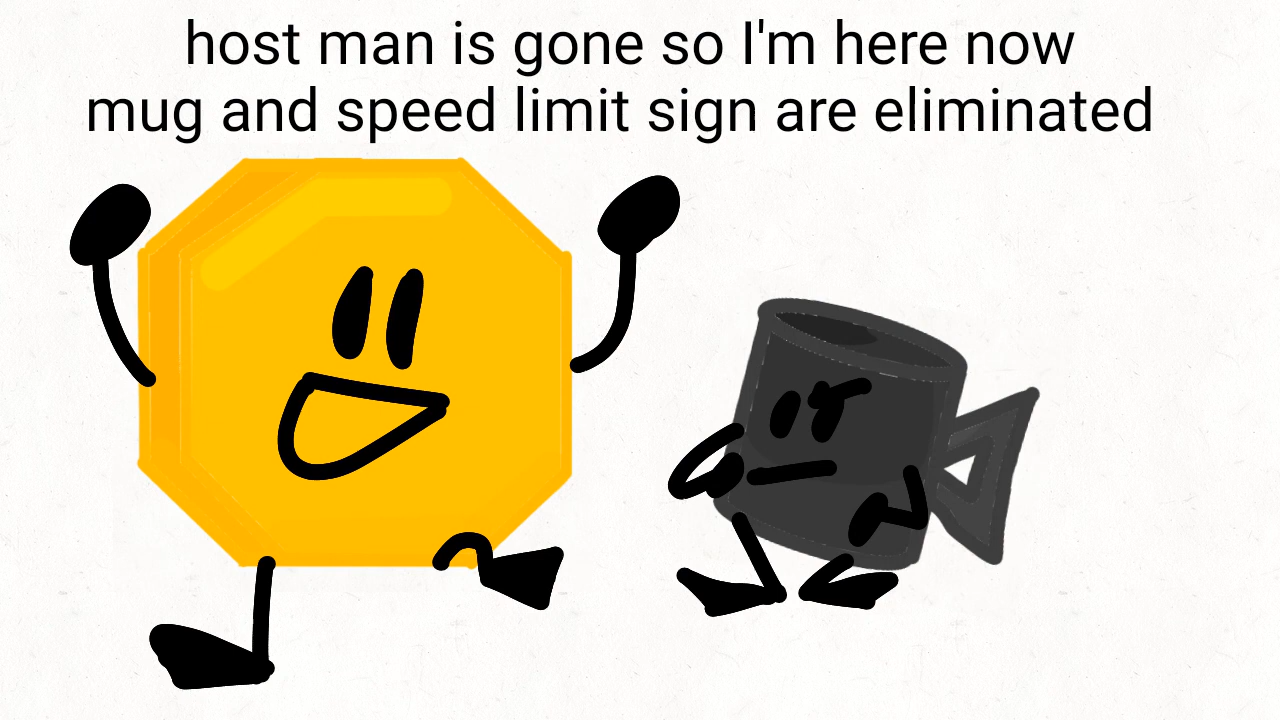 host man is gone so I'm here now
mug and speed limit sign are eliminated